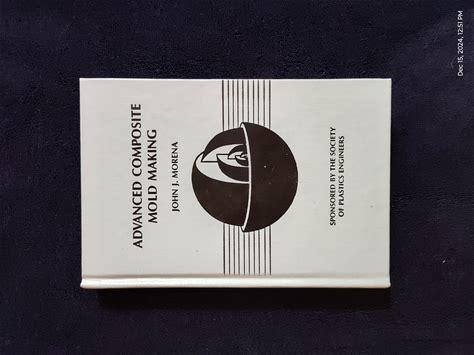 ADVANCED COMPOSITE
MOLD MAKING
JOHN J. MORENA
SPONSORED BY THE SOCIETY
OF PLASTICS ENGINEERS
Dec 15, 2024, 12:51 PM